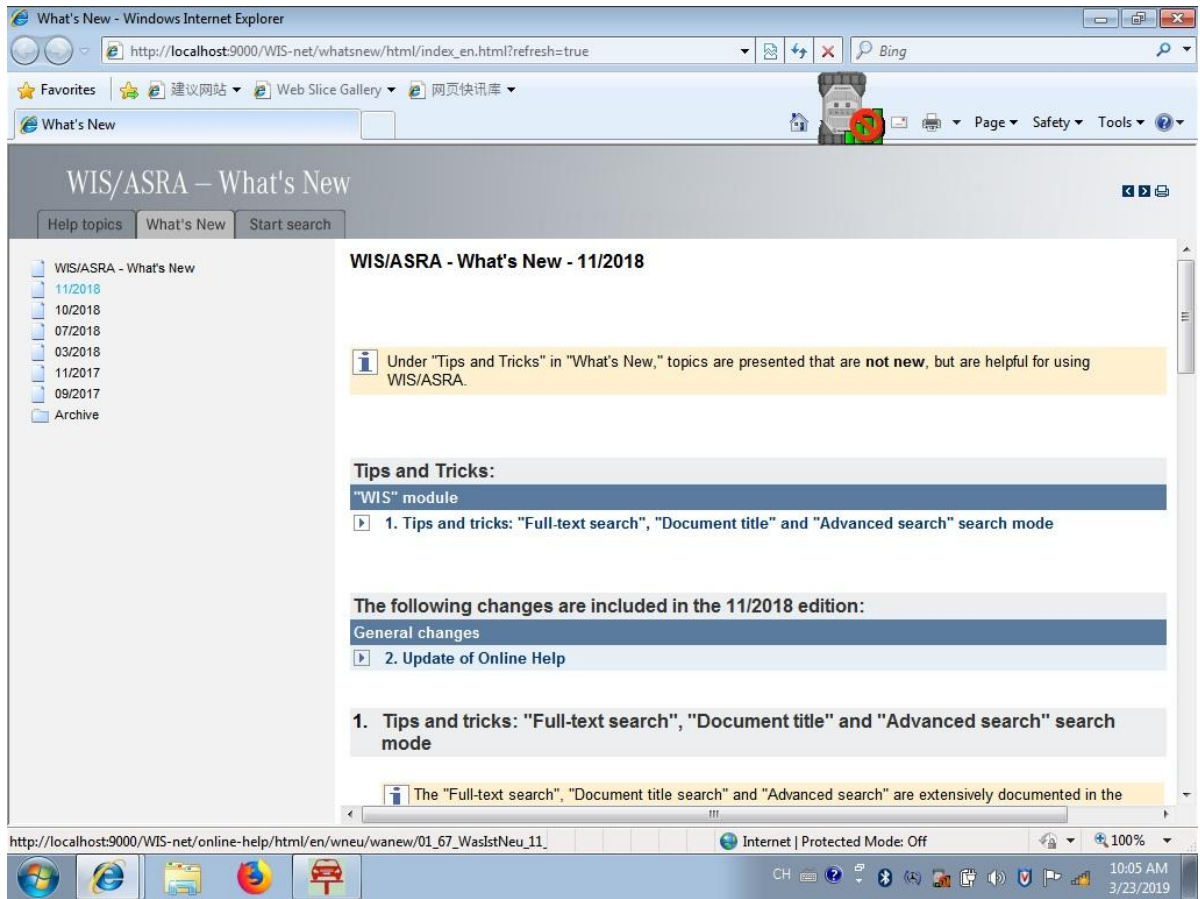 What's New - Windows Internet Explorer
http://localhost:9000/WIS-net/whatsnew/html/index_en.html?refresh=true
Bing
Favorites
建议网站
Web Slice Gallery
网页快讯库
What's New
Page
Safety
Tools
WIS/ASRA – What's New
Help topics
What's New
Start search
WIS/ASRA - What's New
11/2018
10/2018
07/2018
03/2018
11/2017
09/2017
Archive
WIS/ASRA - What's New - 11/2018
Under "Tips and Tricks" in "What's New," topics are presented that are not new, but are helpful for using
WIS/ASRA.
Tips and Tricks:
"WIS" module
1. Tips and tricks: "Full-text search", "Document title" and "Advanced search" search mode
The following changes are included in the 11/2018 edition:
General changes
2. Update of Online Help
1. Tips and tricks: "Full-text search", "Document title" and "Advanced search" search
mode
The "Full-text search", "Document title search" and "Advanced search" are extensively documented in the
http://localhost:9000/WIS-net/online-help/html/en/wneu/wanew/01_67_WasIstNeu_11_
Internet | Protected Mode: Off
100%
CH
10:05 AM
3/23/2019